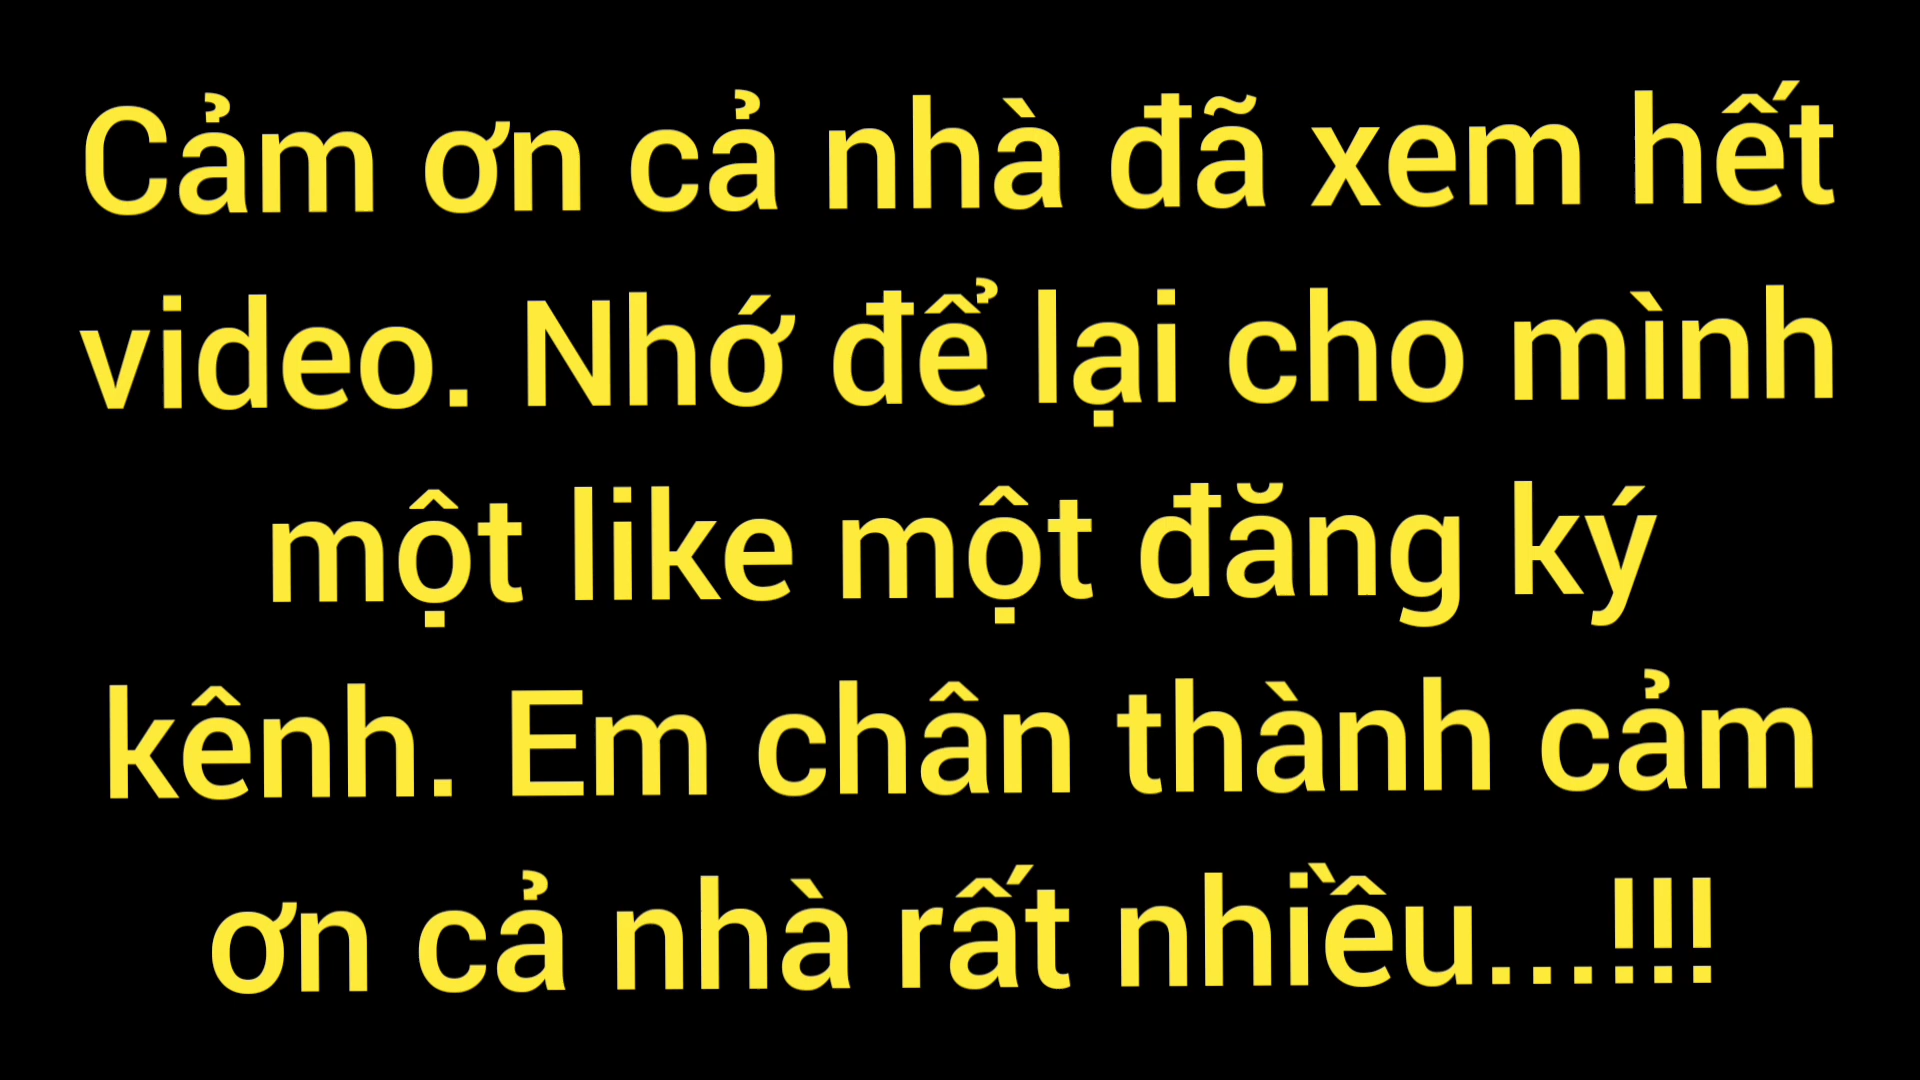 Cảm ơn cả nhà đã xem hết
video. Nhớ để lại cho mình
một like một đăng ký
kênh. Em chân thành cảm
ơn cả nhà rất nhiều...!!!